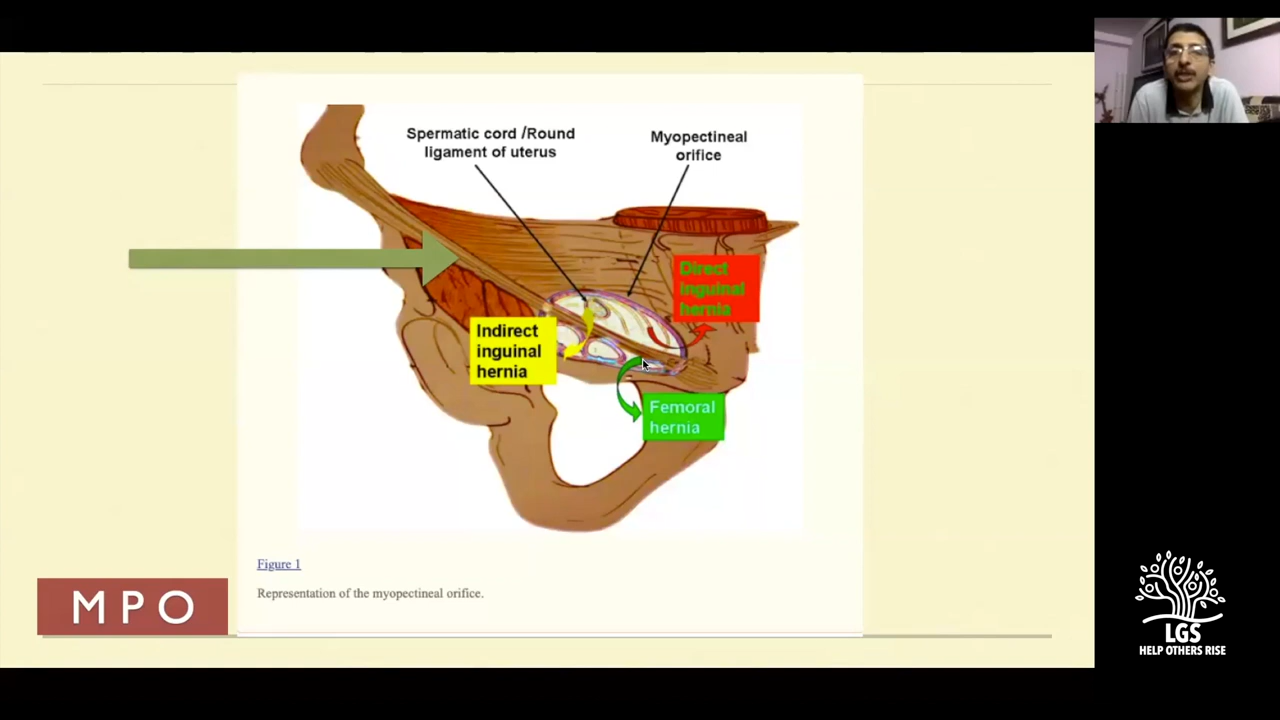 Spermatic cord /Round
ligament of uterus
Myopectineal
orifice
Direct
inguinal
hernia
Indirect
inguinal
hernia
Femoral
hernia
Figure 1
Representation of the myopectineal orifice.
MPO
LGS
HELP OTHERS RISE